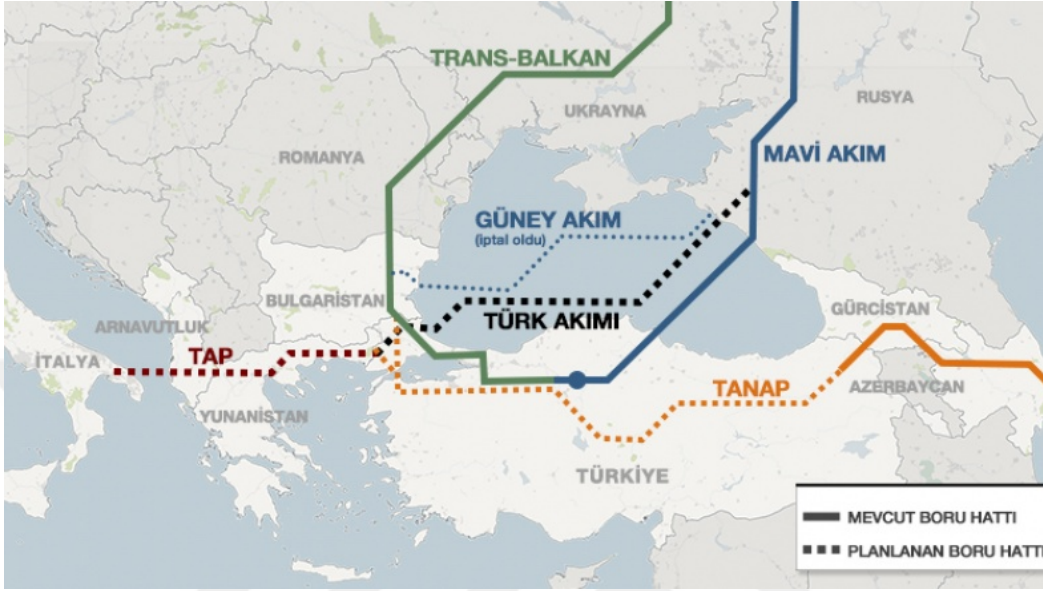 TRANS-BALKAN
UKRAYNA
RUSYA
ROMANYA
MAVİ AKIM
GÜNEY AKIM
(iptal oldu)
BULGARİSTAN
GÜRCİSTAN
TÜRK AKIMI
ARNAVUTLUK
İTALYA
TAP
TANAP
AZERBAYCAN
YUNANİSTAN
TÜRKİYE
MEVCUT BORU HATTI
PLANLANAN BORU HATTI